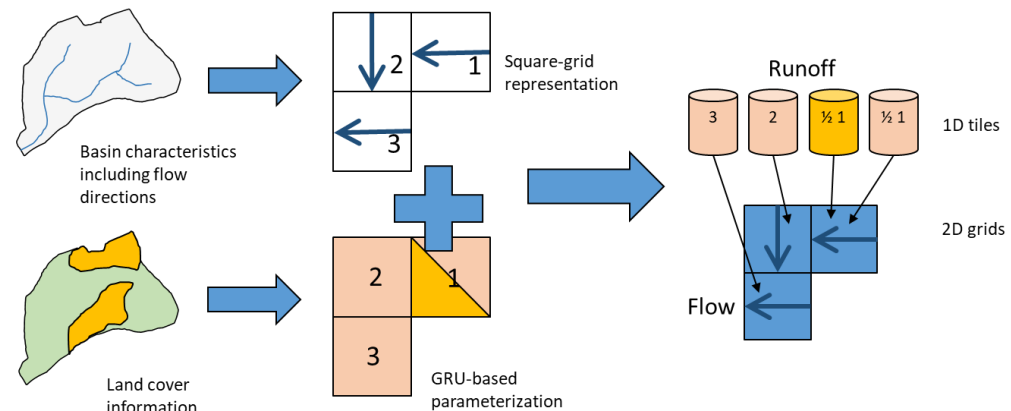 Basin characteristics
including flow
directions
2
1
3
Square-grid
representation
Land cover
information
2
1
3
GRU-based
parameterization
Runoff
3
2
½ 1
½ 1
1D tiles
2D grids
Flow